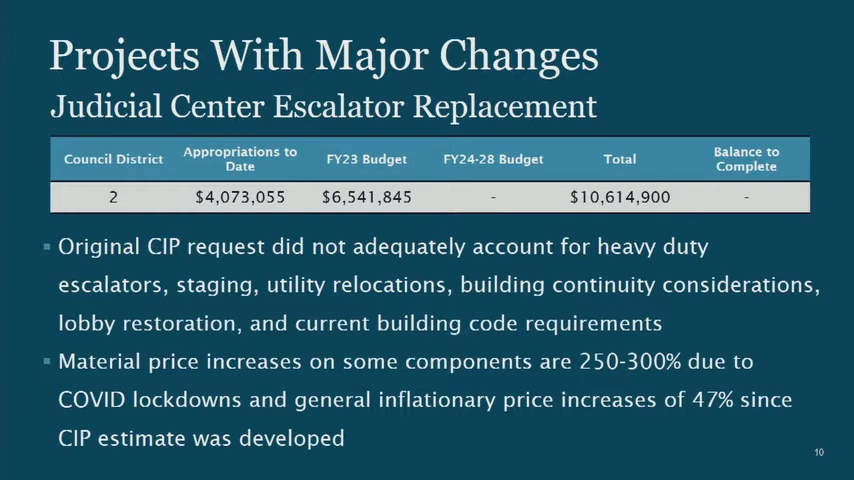 Projects With Major Changes
Judicial Center Escalator Replacement
Council District Appropriations to Date FY23 Budget FY24-28 Budget Total Balance to Complete
2 $4,073,055 $6,541,845 - $10,614,900 -
▪ Original CIP request did not adequately account for heavy duty
escalators, staging, utility relocations, building continuity considerations,
lobby restoration, and current building code requirements
▪ Material price increases on some components are 250-300% due to
COVID lockdowns and general inflationary price increases of 47% since
CIP estimate was developed
10